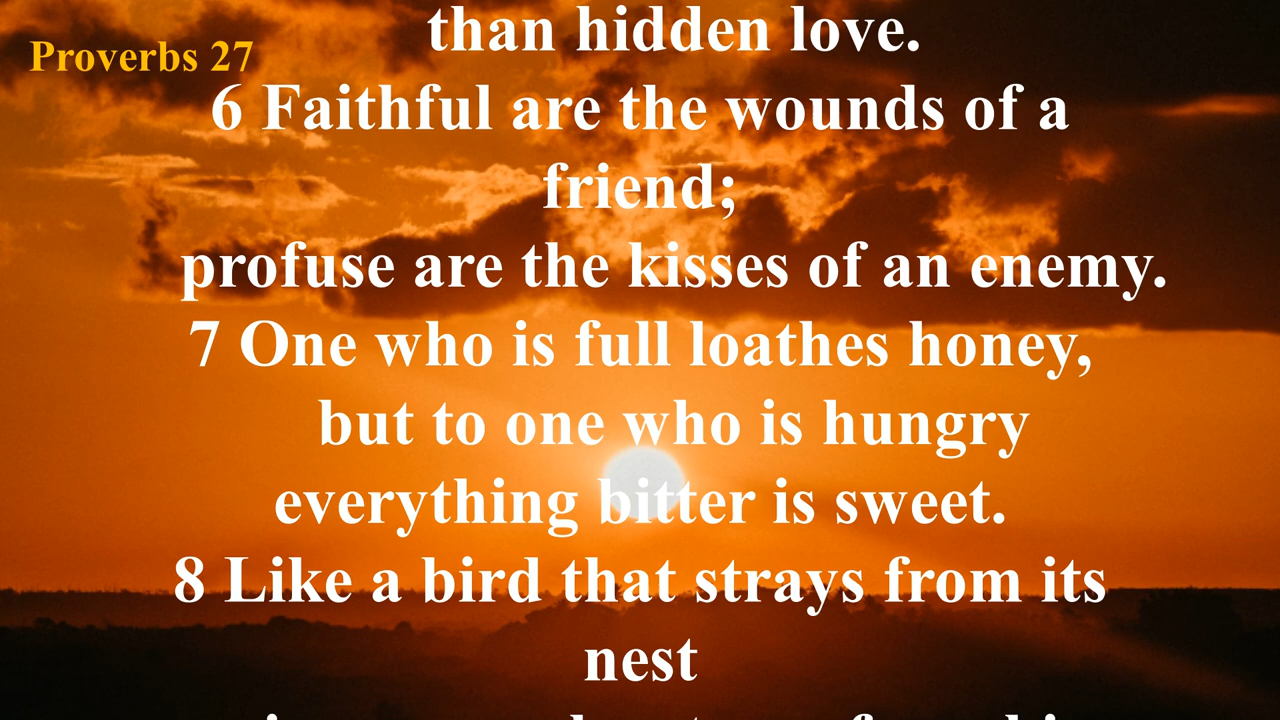 than hidden love.
Proverbs 27
6 Faithful are the wounds of a
friend;
profuse are the kisses of an enemy.
7 One who is full loathes honey,
but to one who is hungry
everything bitter is sweet.
8 Like a bird that strays from its
nest